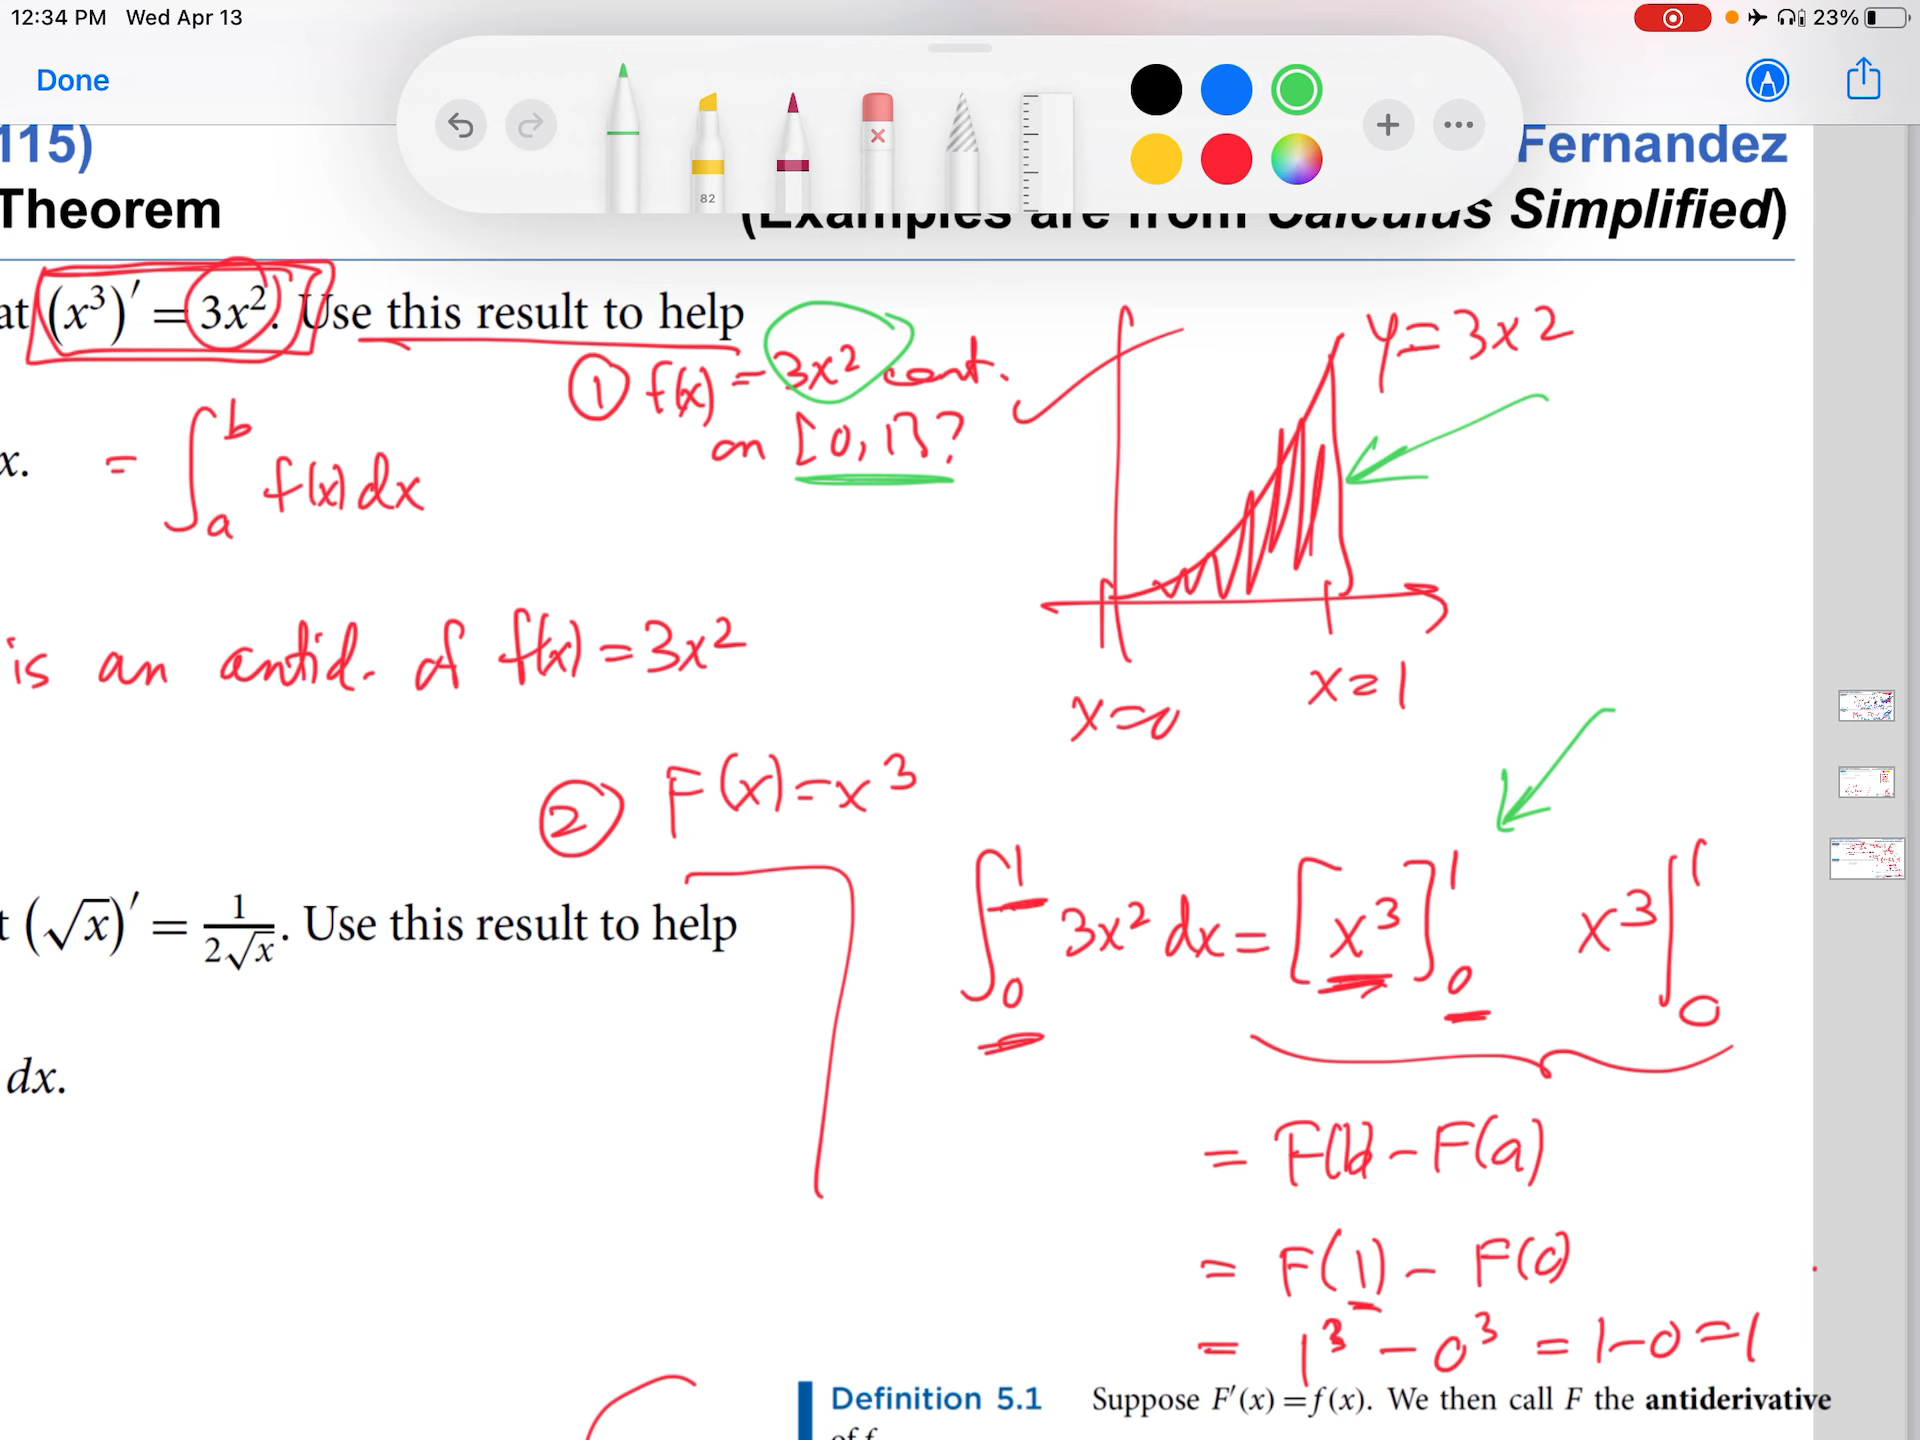 12:34 PM Wed Apr 13
23%
Done
82
115)
Fernandez
Theorem
(Examples are from Calculus Simplified)
at (x³)′ = 3x². Use this result to help
① f(x) = 3x² cont.
on [0,1]?
y = 3x2
x.
= ∫ₐᵇ f(x) dx
is an antid. of f(x) = 3x²
x=0
x=1
② F(x) = x³
∫₀¹ 3x² dx = [x³]₀¹ x³|₀¹
t (√x)′ = 1/(2√x). Use this result to help
dx.
= F(b) − F(a)
= F(1) − F(0)
= 1³ − 0³ = 1−0 = 1
Definition 5.1 Suppose F′(x) = f(x). We then call F the antiderivative
of f